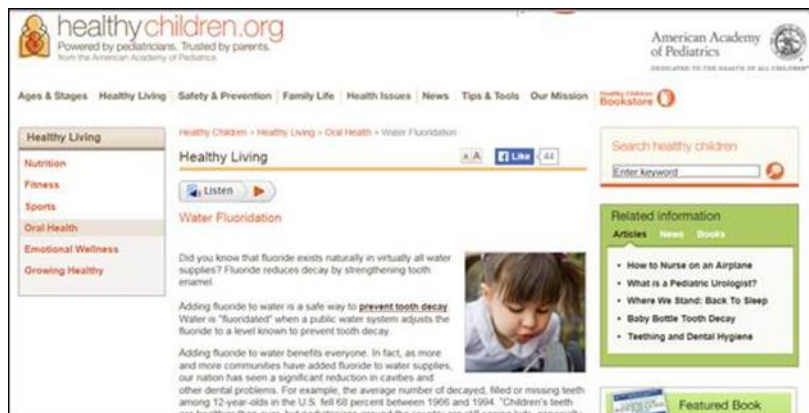 healthychildren.org
Powered by pediatricians. Trusted by parents.
from the American Academy of Pediatrics
American Academy
of Pediatrics
DEDICATED TO THE HEALTH OF ALL CHILDREN
Ages & Stages Healthy Living Safety & Prevention Family Life Health Issues News Tips & Tools Our Mission
Healthy Children
Bookstore
Healthy Living
Nutrition
Fitness
Sports
Oral Health
Emotional Wellness
Growing Healthy
Healthy Children > Healthy Living > Oral Health > Water Fluoridation
Healthy Living
A A
Like 44
Listen
Water Fluoridation
Did you know that fluoride exists naturally in virtually all water
supplies? Fluoride reduces decay by strengthening tooth
enamel.
Adding fluoride to water is a safe way to prevent tooth decay.
Water is "fluoridated" when a public water system adjusts the
fluoride to a level known to prevent tooth decay.
Adding fluoride to water benefits everyone. In fact, as more
and more communities have added fluoride to water supplies,
our nation has seen a significant reduction in cavities and
other dental problems. For example, the average number of decayed, filled or missing teeth
among 12-year-olds in the U.S. fell 68 percent between 1966 and 1994. "Children's teeth
Search healthy children
Enter keyword
Related information
Articles News Books
• How to Nurse on an Airplane
• What is a Pediatric Urologist?
• Where We Stand: Back To Sleep
• Baby Bottle Tooth Decay
• Teething and Dental Hygiene
Featured Book